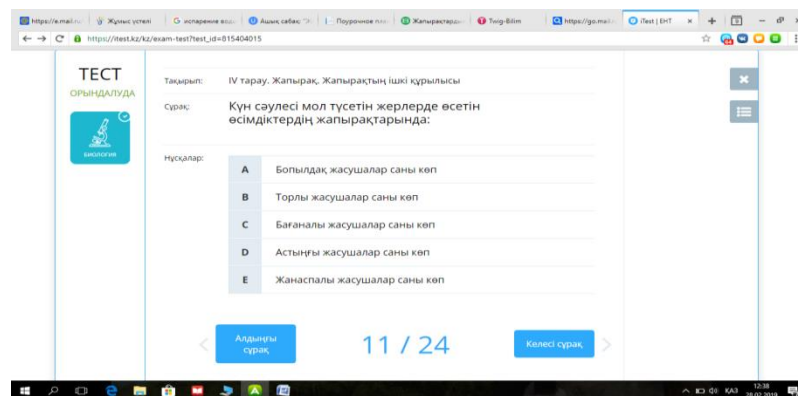 https://e.mail.ru
Жұмыс үстелі
испарение вод
Ашық сабақ "Ж
Поурочное пла
Жапырақтарды
Twig-Bilim
https://go.mail.
iTest | ЕНТ
https://itest.kz/kz/exam-test?test_id=815404015
ТЕСТ
ОРЫНДАЛУДА
БИОЛОГИЯ
Тақырып:
IV тарау. Жапырақ. Жапырақтың ішкі құрылысы
Сұрақ:
Күн сәулесі мол түсетін жерлерде өсетін
өсімдіктердің жапырақтарында:
Нұсқалар:
A Бопылдақ жасушалар саны көп
B Торлы жасушалар саны көп
C Бағаналы жасушалар саны көп
D Астыңғы жасушалар саны көп
E Жанаспалы жасушалар саны көп
Алдыңғы
сұрақ
11 / 24
Келесі сұрақ
ҚАЗ
12:38
28.02.2019